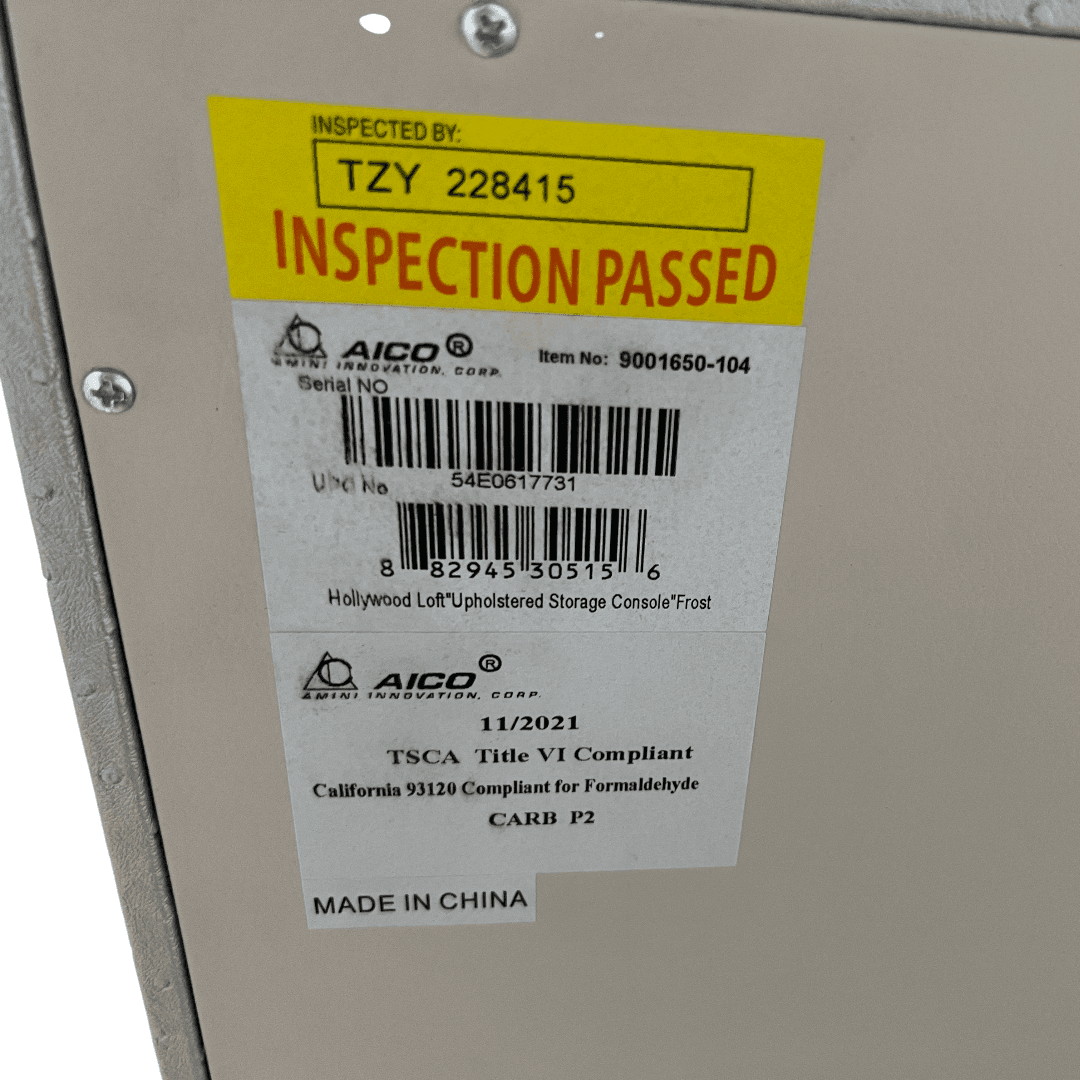 INSPECTED BY:
TZY 228415
INSPECTION PASSED
AICO ®
AMINI INNOVATION, CORP.
Item No: 9001650-104
Serial NO
54E0617731
No
8 82945 30515 6
Hollywood Loft"Upholstered Storage Console"Frost
AICO ®
AMINI INNOVATION, CORP.
11/2021
TSCA Title VI Compliant
California 93120 Compliant for Formaldehyde
CARB P2
MADE IN CHINA